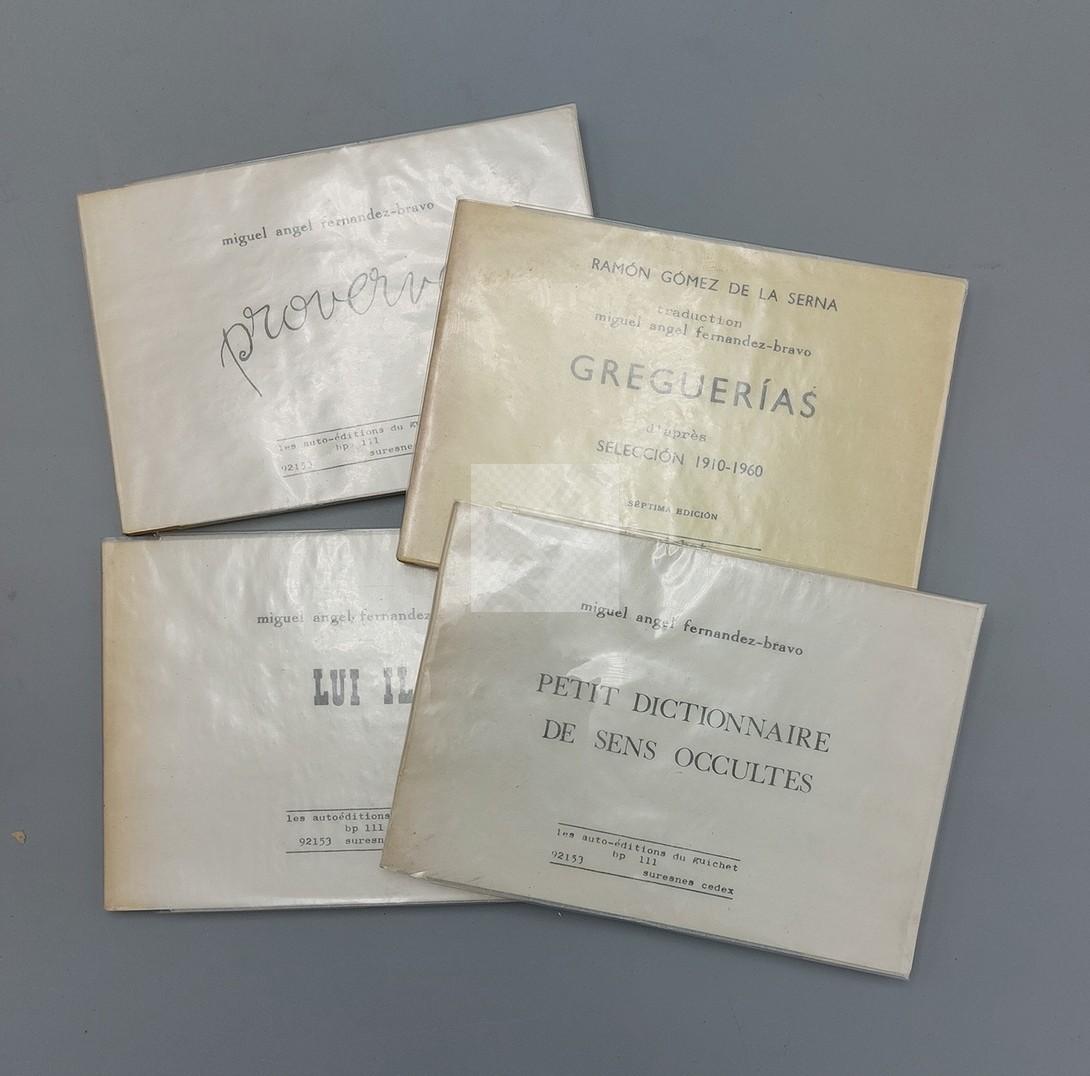 miguel angel fernandez-bravo
proverve
les auto-éditions du gu
bp 111
92153 suresne
RAMÓN GÓMEZ DE LA SERNA
traduction
miguel angel fernandez-bravo
GREGUERÍAS
d'après
SELECCIÓN 1910-1960
SÉPTIMA EDICIÓN
miguel angel fernandez
LUI IL
les autoéditions
bp 111
92153 suresn
miguel angel fernandez-bravo
PETIT DICTIONNAIRE
DE SENS OCCULTES
les auto-éditions du guichet
bp 111
92153
suresnes cedex